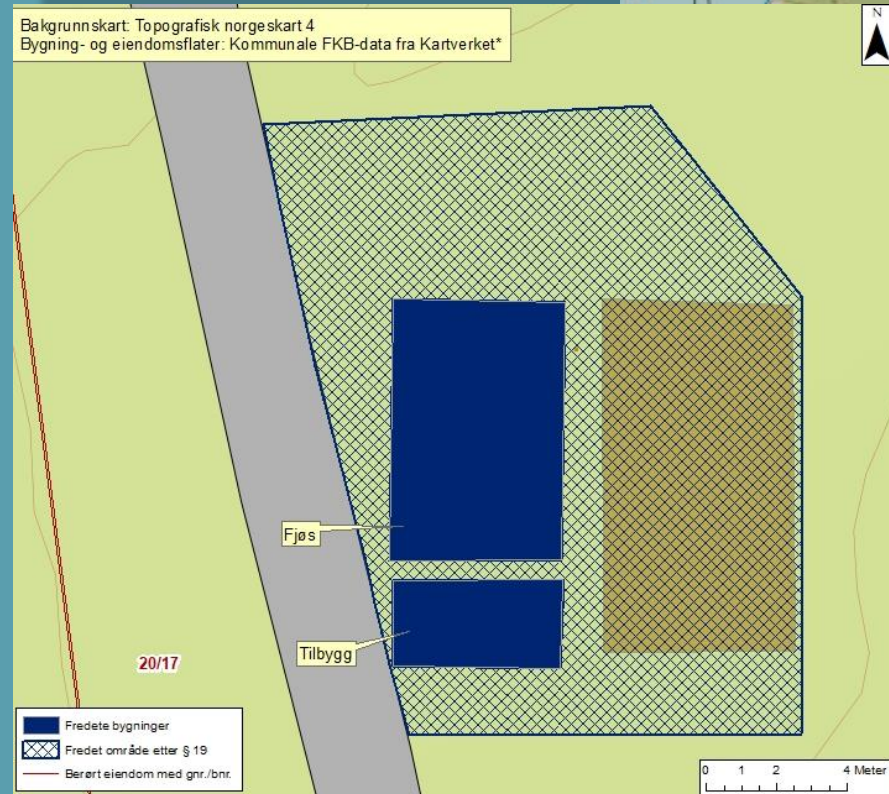 Bakgrunnskart: Topografisk norgeskart 4
Bygning- og eiendomsflater: Kommunale FKB-data fra Kartverket*
N
Fjøs
Tilbygg
20/17
Fredete bygninger
Fredet område etter § 19
Berørt eiendom med gnr./bnr.
0 1 2 4 Meter